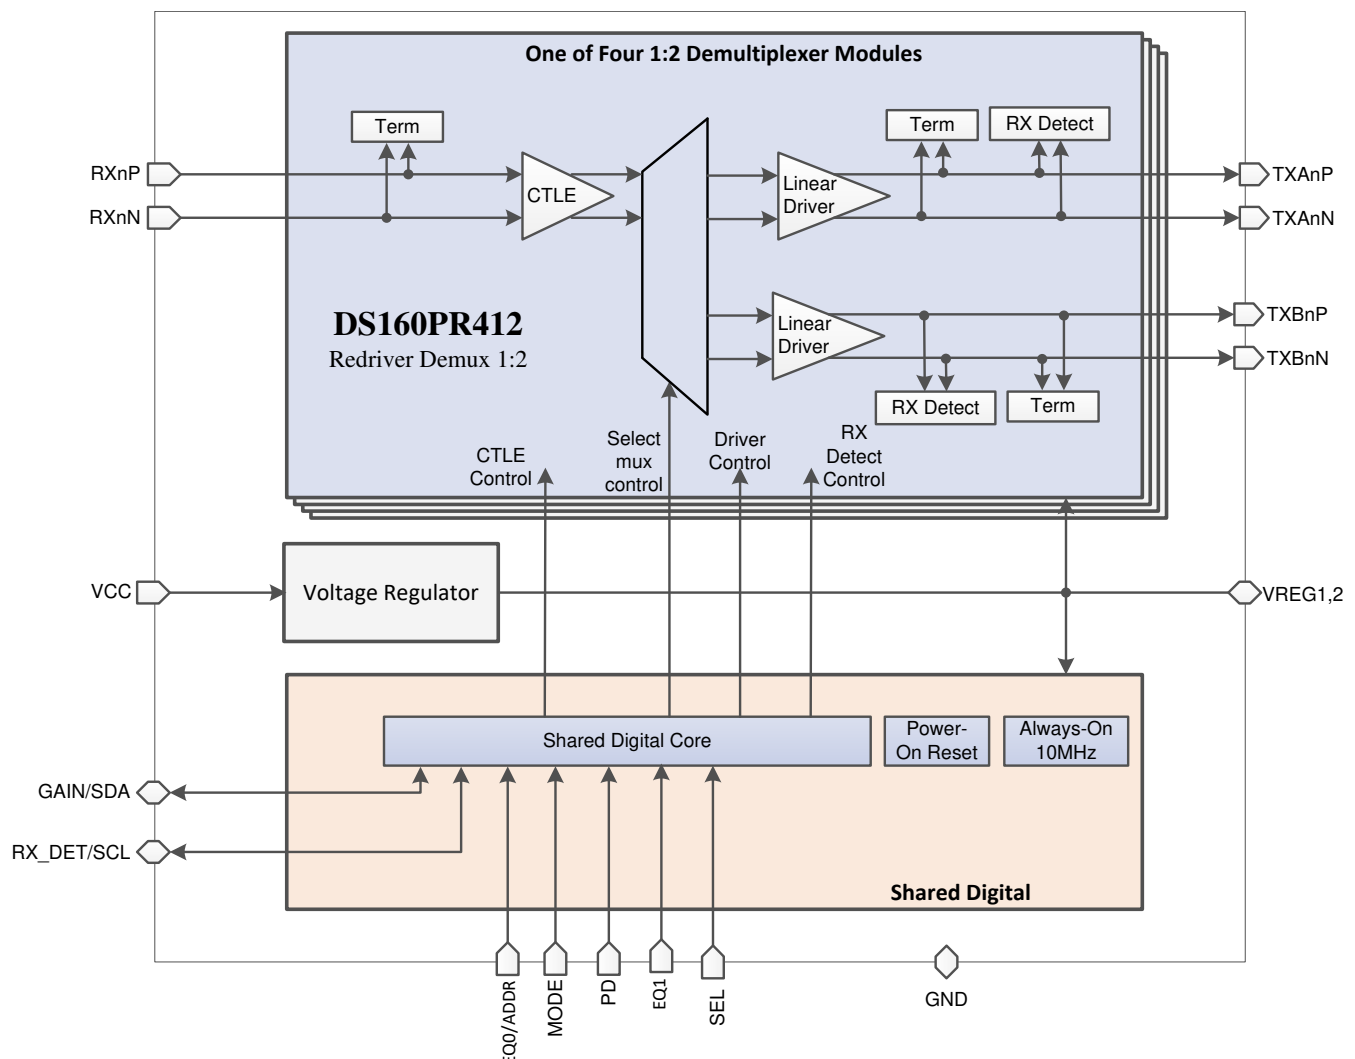 One of Four 1:2 Demultiplexer Modules
Term
Term
RX Detect
RXnP
RXnN
CTLE
Linear
Driver
TXAnP
TXAnN
DS160PR412
Redriver Demux 1:2
Linear
Driver
TXBnP
TXBnN
RX Detect
Term
CTLE
Control
Select
mux
control
Driver
Control
RX
Detect
Control
VCC
Voltage Regulator
VREG1,2
Shared Digital Core
Power-
On Reset
Always-On
10MHz
GAIN/SDA
RX_DET/SCL
Shared Digital
EQ0/ADDR
MODE
PD
EQ1
SEL
GND